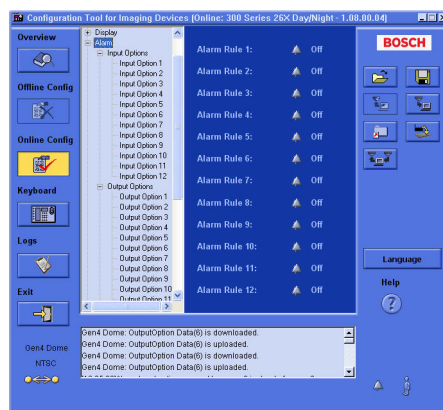 Configuration Tool for Imaging Devices (Online: 300 Series 26X Day/Night - 1.08.00.04)
Overview
Offline Config
Online Config
Keyboard
Logs
Exit
Gen4 Dome
NTSC
Display
Alarm
Input Options
Input Option 1
Input Option 2
Input Option 3
Input Option 4
Input Option 5
Input Option 6
Input Option 7
Input Option 8
Input Option 9
Input Option 10
Input Option 11
Input Option 12
Output Options
Output Option 1
Output Option 2
Output Option 3
Output Option 4
Output Option 5
Output Option 6
Output Option 7
Output Option 8
Output Option 9
Output Option 10
Output Option 11
Alarm Rule 1: Off
Alarm Rule 2: Off
Alarm Rule 3: Off
Alarm Rule 4: Off
Alarm Rule 5: Off
Alarm Rule 6: Off
Alarm Rule 7: Off
Alarm Rule 8: Off
Alarm Rule 9: Off
Alarm Rule 10: Off
Alarm Rule 11: Off
Alarm Rule 12: Off
BOSCH
Language
Help
?
Gen4 Dome: OutputOption Data(6) is downloaded.
Gen4 Dome: OutputOption Data(6) is uploaded.
Gen4 Dome: OutputOption Data(6) is downloaded.
Gen4 Dome: OutputOption Data(6) is uploaded.